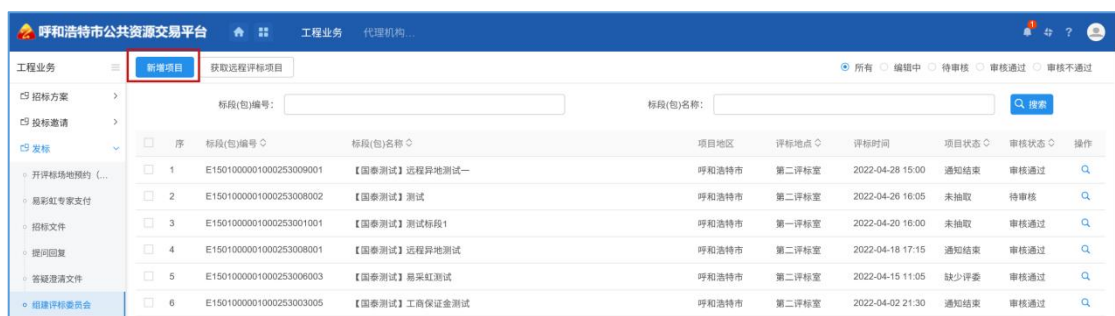 呼和浩特市公共资源交易平台 工程业务 代理机构... 1 ?
工程业务 新增项目 获取远程评标项目 所有 编辑中 待审核 审核通过 审核不通过
招标方案 标段(包)编号: 标段(包)名称: 搜索
投标邀请
发标 序 标段(包)编号 标段(包)名称 项目地区 评标地点 评标时间 项目状态 审核状态 操作
开评标场地预约 (... 1 E1501000001000253009001 【国泰测试】远程异地测试一 呼和浩特市 第二评标室 2022-04-28 15:00 通知结束 审核通过
易彩虹专家支付 2 E1501000001000253008002 【国泰测试】测试 呼和浩特市 第二评标室 2022-04-26 16:05 未抽取 待审核
招标文件 3 E1501000001000253001001 【国泰测试】测试标段1 呼和浩特市 第一评标室 2022-04-20 16:00 未抽取 审核通过
提问回复 4 E1501000001000253008001 【国泰测试】远程异地测试 呼和浩特市 第二评标室 2022-04-18 17:15 通知结束 审核通过
答疑澄清文件 5 E1501000001000253006003 【国泰测试】易采虹测试 呼和浩特市 第二评标室 2022-04-15 11:05 缺少评委 审核通过
组建评标委员会 6 E1501000001000253003005 【国泰测试】工商保证金测试 呼和浩特市 第二评标室 2022-04-02 21:30 通知结束 审核通过